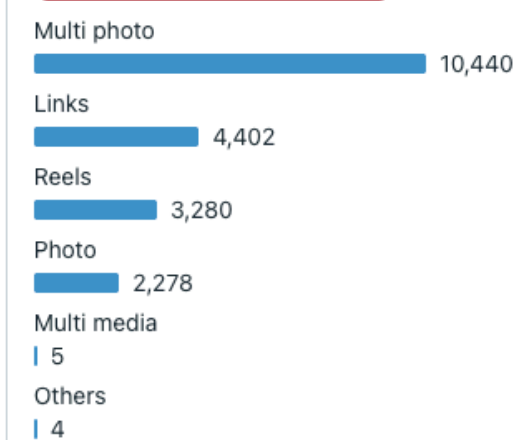 Multi photo
10,440
Links
4,402
Reels
3,280
Photo
2,278
Multi media
5
Others
4